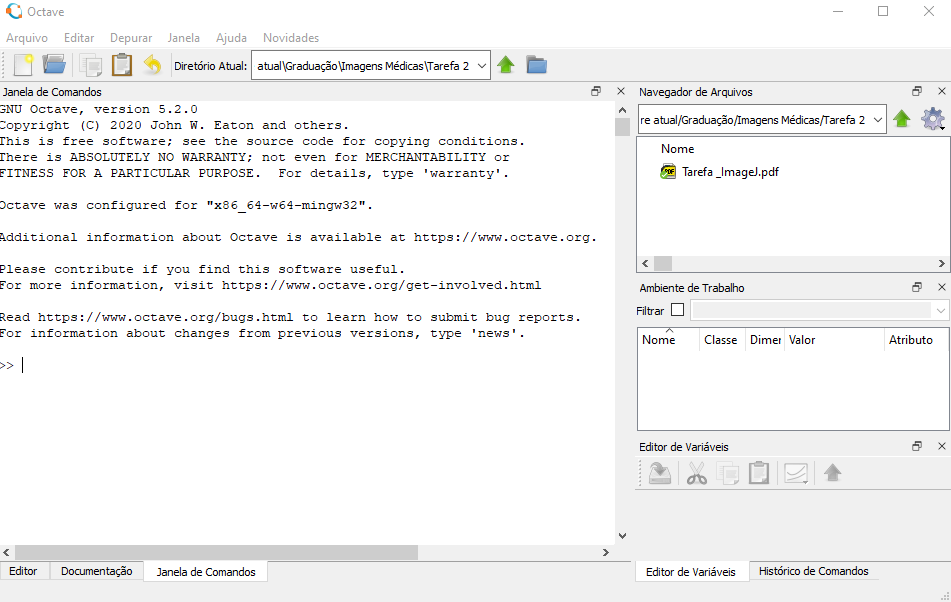 Octave
Arquivo Editar Depurar Janela Ajuda Novidades
Diretório Atual: atual\Graduação\Imagens Médicas\Tarefa 2
Janela de Comandos
GNU Octave, version 5.2.0
Copyright (C) 2020 John W. Eaton and others.
This is free software; see the source code for copying conditions.
There is ABSOLUTELY NO WARRANTY; not even for MERCHANTABILITY or
FITNESS FOR A PARTICULAR PURPOSE.  For details, type 'warranty'.
Octave was configured for "x86_64-w64-mingw32".
Additional information about Octave is available at https://www.octave.org.
Please contribute if you find this software useful.
For more information, visit https://www.octave.org/get-involved.html
Read https://www.octave.org/bugs.html to learn how to submit bug reports.
For information about changes from previous versions, type 'news'.
>>
Editor Documentação Janela de Comandos
Navegador de Arquivos
re atual/Graduação/Imagens Médicas/Tarefa 2
Nome
Tarefa _ImageJ.pdf
Ambiente de Trabalho
Filtrar
Nome Classe Dimer Valor Atributo
Editor de Variáveis
Editor de Variáveis Histórico de Comandos